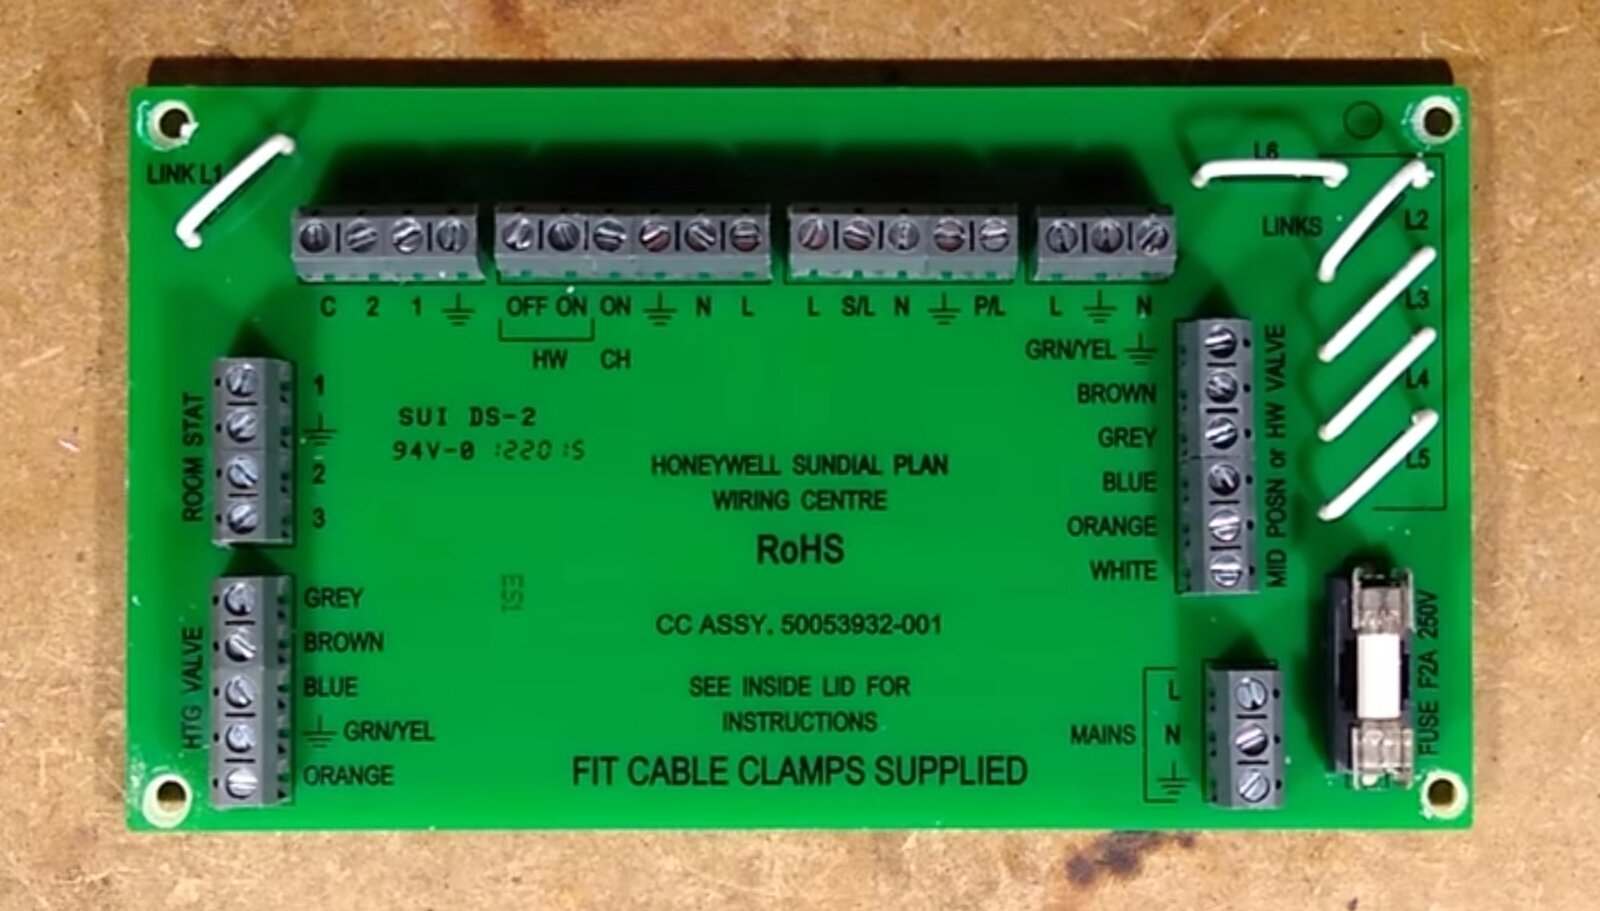 LINK L1
L6
LINKS
L2
L3
L4
L5
C 2 1
OFF ON ON N L
HW CH
L S/L N P/L
L N
ROOM STAT
1
2
3
HTG VALVE
GREY
BROWN
BLUE
GRN/YEL
ORANGE
SUI DS-2
94V-0 122015
HONEYWELL SUNDIAL PLAN
WIRING CENTRE
RoHS
CC ASSY. 50053932-001
SEE INSIDE LID FOR
INSTRUCTIONS
FIT CABLE CLAMPS SUPPLIED
GRN/YEL
BROWN
GREY
BLUE
ORANGE
WHITE
MID POSN or HW VALVE
MAINS
L
N
FUSE F2A 250V